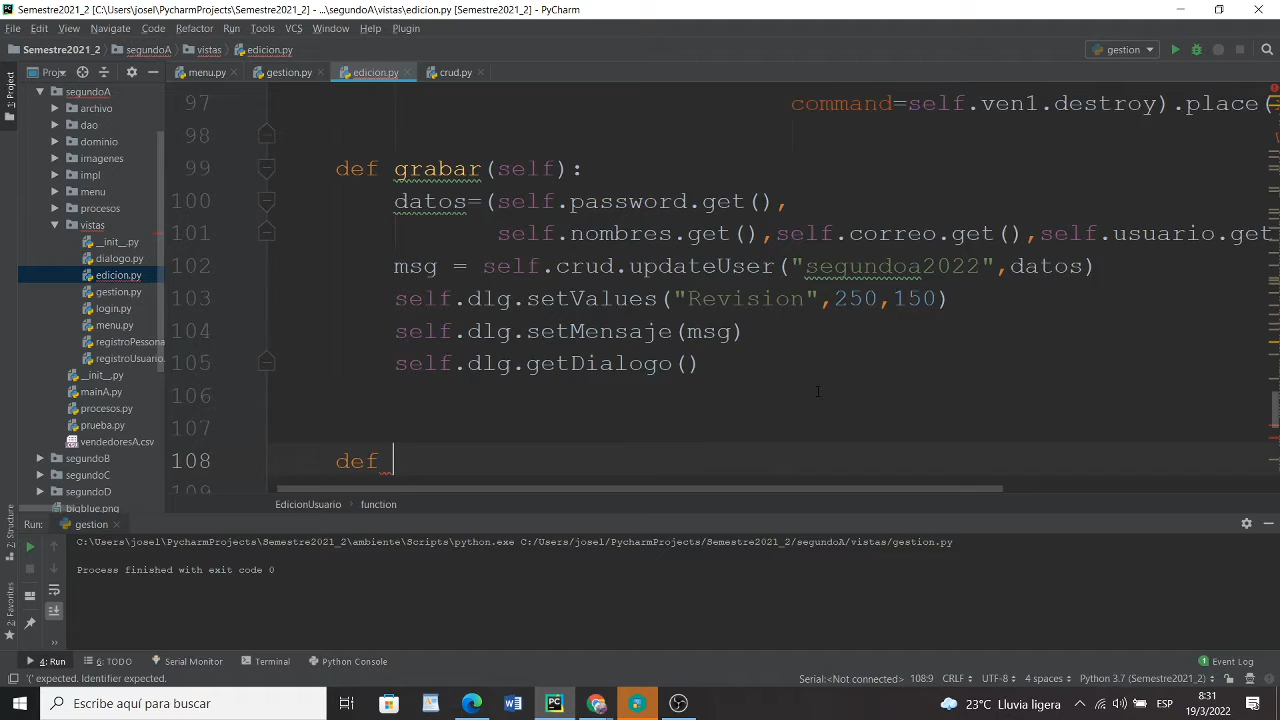 Semestre2021_2 [C:\Users\josel\PycharmProjects\Semestre2021_2] - ...\segundoA\vistas\edicion.py [Semestre2021_2] - PyCharm
File Edit View Navigate Code Refactor Run Tools VCS Window Help Plugin
Semestre2021_2 segundoA vistas edicion.py gestion
Proj menu.py gestion.py edicion.py crud.py
1: Project
segundoA
archivo
dao
dominio
imagenes
impl
menu
procesos
vistas
__init__.py
dialogo.py
edicion.py
gestion.py
login.py
menu.py
registroPessona
registroUsuario.
__init__.py
mainA.py
procesos.py
prueba.py
vendedoresA.csv
segundoB
segundoC
segundoD
bigblue.png
97 command=self.ven1.destroy).place(
98
99 def grabar(self):
100 datos=(self.password.get(),
101 self.nombres.get(),self.correo.get(),self.usuario.get
102 msg = self.crud.updateUser("segundoa2022",datos)
103 self.dlg.setValues("Revision",250,150)
104 self.dlg.setMensaje(msg)
105 self.dlg.getDialogo()
106
107
108 def
109
EdicionUsuario function
7: Structure
2: Favorites
Run: gestion
C:\Users\josel\PycharmProjects\Semestre2021_2\ambiente\Scripts\python.exe C:/Users/josel/PycharmProjects/Semestre2021_2/segundoA/vistas/gestion.py
Process finished with exit code 0
4: Run 6: TODO Serial Monitor Terminal Python Console 1 Event Log
'(' expected. Identifier expected. Serial:<Not connected> 108:9 CRLF UTF-8 4 spaces Python 3.7 (Semestre2021_2)
Escribe aquí para buscar 23°C Lluvia ligera ESP 8:31
19/3/2022